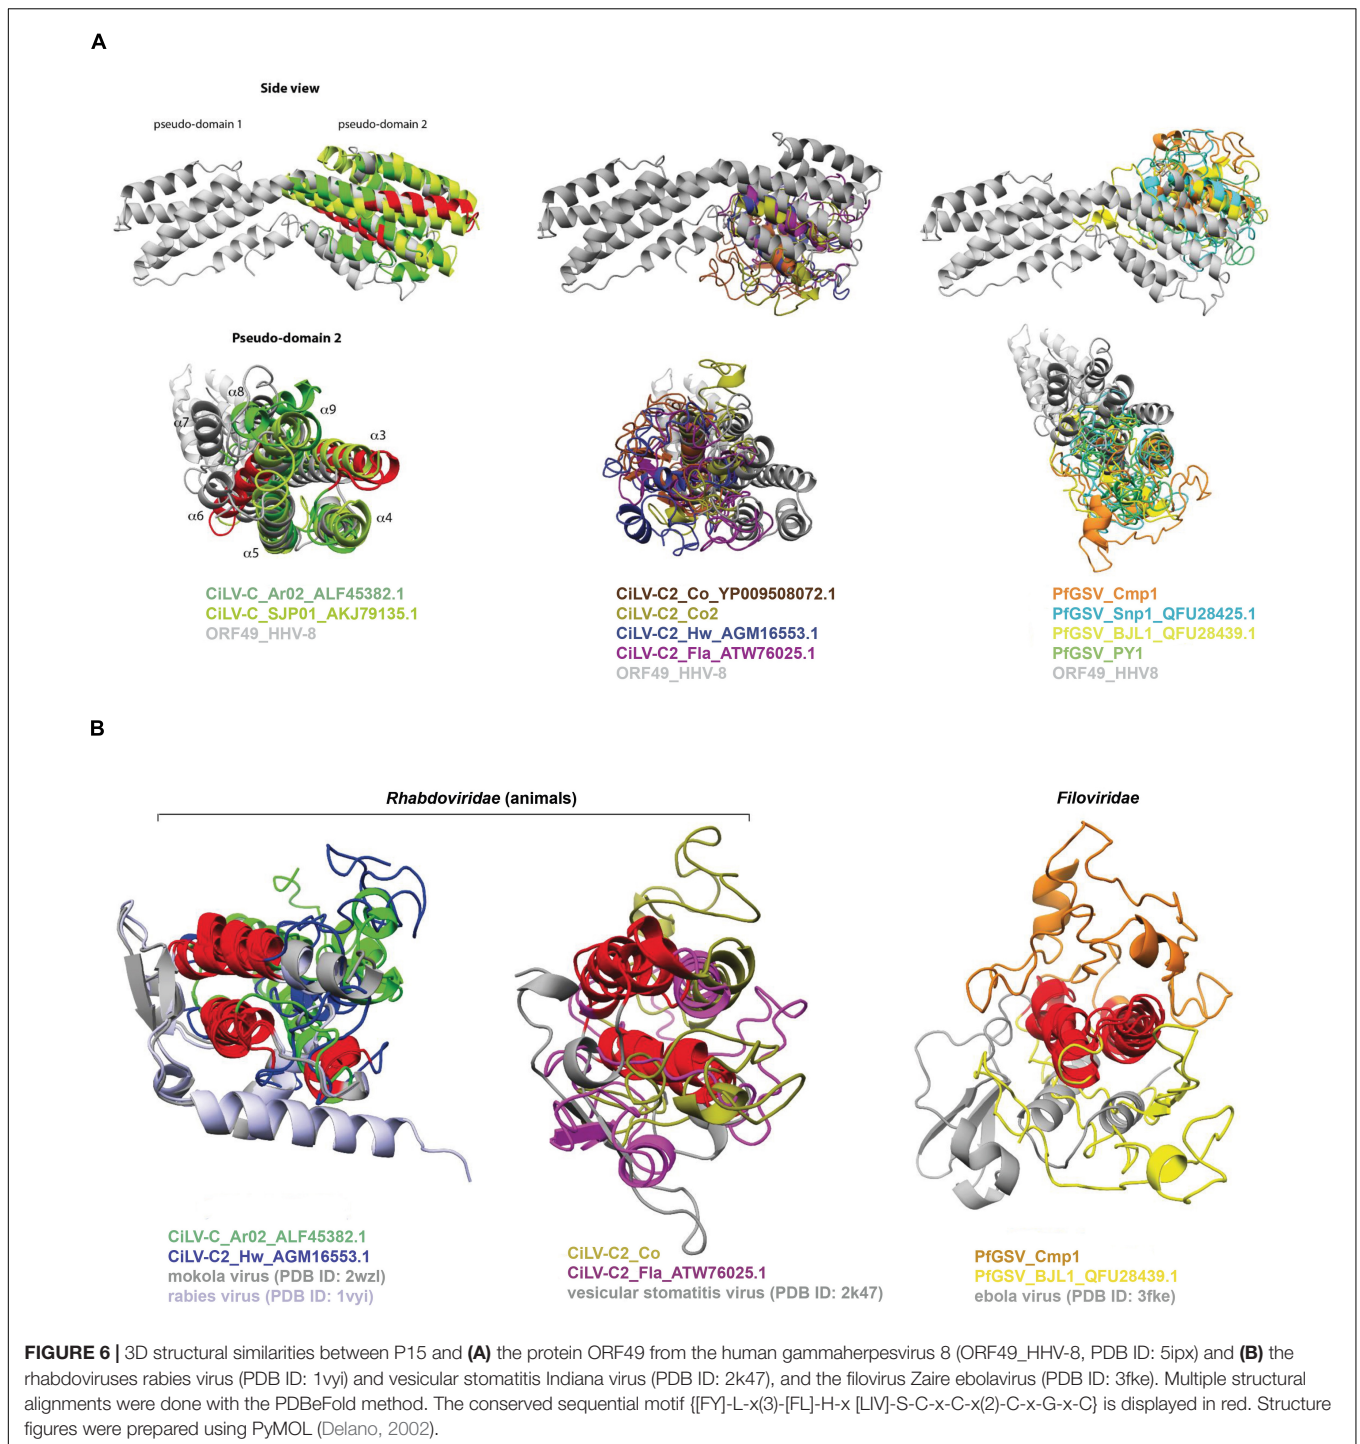 A
Side view
pseudo-domain 1
pseudo-domain 2
Pseudo-domain 2
α8
α9
α7
α3
α6
α4
α5
CiLV-C_Ar02_ALF45382.1
CiLV-C_SJP01_AKJ79135.1
ORF49_HHV-8
CiLV-C2_Co_YP009508072.1
CiLV-C2_Co2
CiLV-C2_Hw_AGM16553.1
CiLV-C2_Fla_ATW76025.1
ORF49_HHV-8
PfGSV_Cmp1
PfGSV_Snp1_QFU28425.1
PfGSV_BJL1_QFU28439.1
PfGSV_PY1
ORF49_HHV8
B
Rhabdoviridae (animals)
Filoviridae
CiLV-C_Ar02_ALF45382.1
CiLV-C2_Hw_AGM16553.1
mokola virus (PDB ID: 2wzl)
rabies virus (PDB ID: 1vyi)
CiLV-C2_Co
CiLV-C2_Fla_ATW76025.1
vesicular stomatitis virus (PDB ID: 2k47)
PfGSV_Cmp1
PfGSV_BJL1_QFU28439.1
ebola virus (PDB ID: 3fke)
FIGURE 6 | 3D structural similarities between P15 and (A) the protein ORF49 from the human gammaherpesvirus 8 (ORF49_HHV-8, PDB ID: 5ipx) and (B) the
rhabdoviruses rabies virus (PDB ID: 1vyi) and vesicular stomatitis Indiana virus (PDB ID: 2k47), and the filovirus Zaire ebolavirus (PDB ID: 3fke). Multiple structural
alignments were done with the PDBeFold method. The conserved sequential motif {[FY]-L-x(3)-[FL]-H-x [LIV]-S-C-x-C-x(2)-C-x-G-x-C} is displayed in red. Structure
figures were prepared using PyMOL (Delano, 2002).